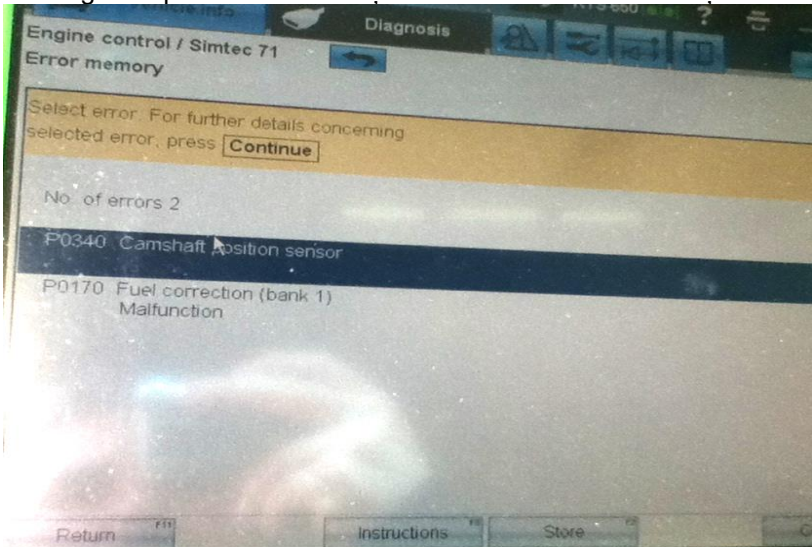 Diagnosis
?
Engine control / Simtec 71
Error memory
Select error. For further details concerning
selected error, press Continue
No. of errors 2
P0340 Camshaft position sensor
P0170 Fuel correction (bank 1)
Malfunction
Return F11
Instructions
Store